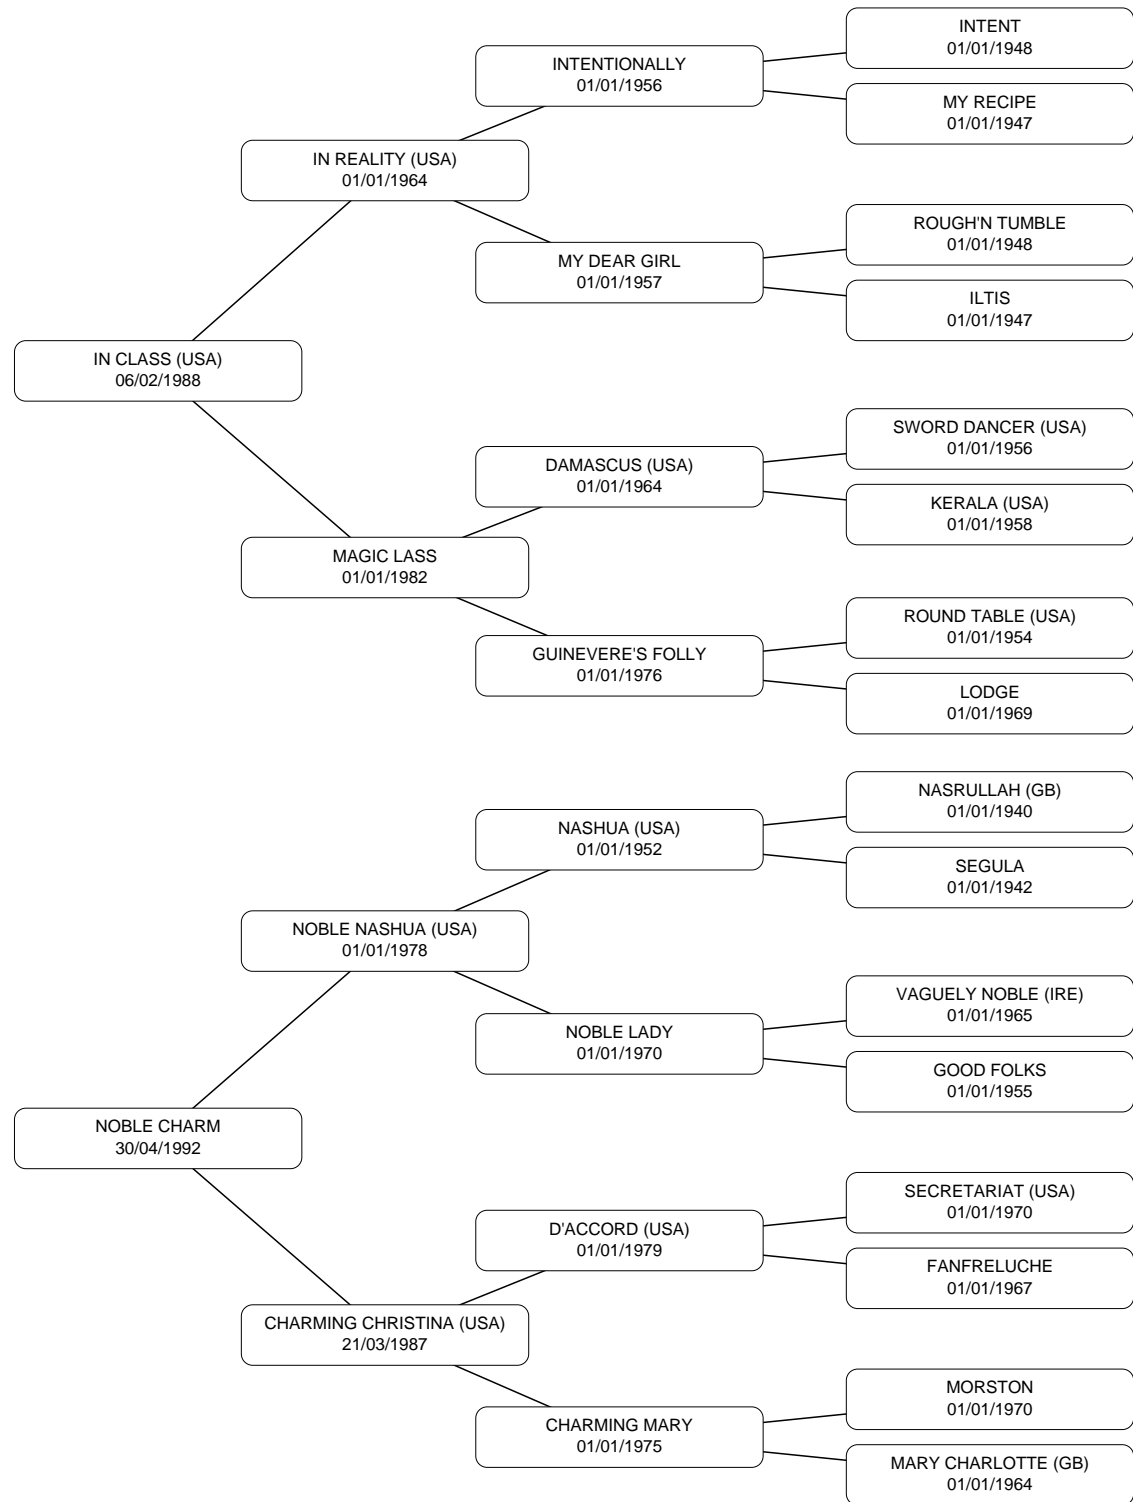 INTENT
01/01/1948
INTENTIONALLY
01/01/1956
MY RECIPE
01/01/1947
IN REALITY (USA)
01/01/1964
ROUGH'N TUMBLE
01/01/1948
MY DEAR GIRL
01/01/1957
ILTIS
01/01/1947
IN CLASS (USA)
06/02/1988
SWORD DANCER (USA)
01/01/1956
DAMASCUS (USA)
01/01/1964
KERALA (USA)
01/01/1958
MAGIC LASS
01/01/1982
ROUND TABLE (USA)
01/01/1954
GUINEVERE'S FOLLY
01/01/1976
LODGE
01/01/1969
NASRULLAH (GB)
01/01/1940
NASHUA (USA)
01/01/1952
SEGULA
01/01/1942
NOBLE NASHUA (USA)
01/01/1978
VAGUELY NOBLE (IRE)
01/01/1965
NOBLE LADY
01/01/1970
GOOD FOLKS
01/01/1955
NOBLE CHARM
30/04/1992
SECRETARIAT (USA)
01/01/1970
D'ACCORD (USA)
01/01/1979
FANFRELUCHE
01/01/1967
CHARMING CHRISTINA (USA)
21/03/1987
MORSTON
01/01/1970
CHARMING MARY
01/01/1975
MARY CHARLOTTE (GB)
01/01/1964